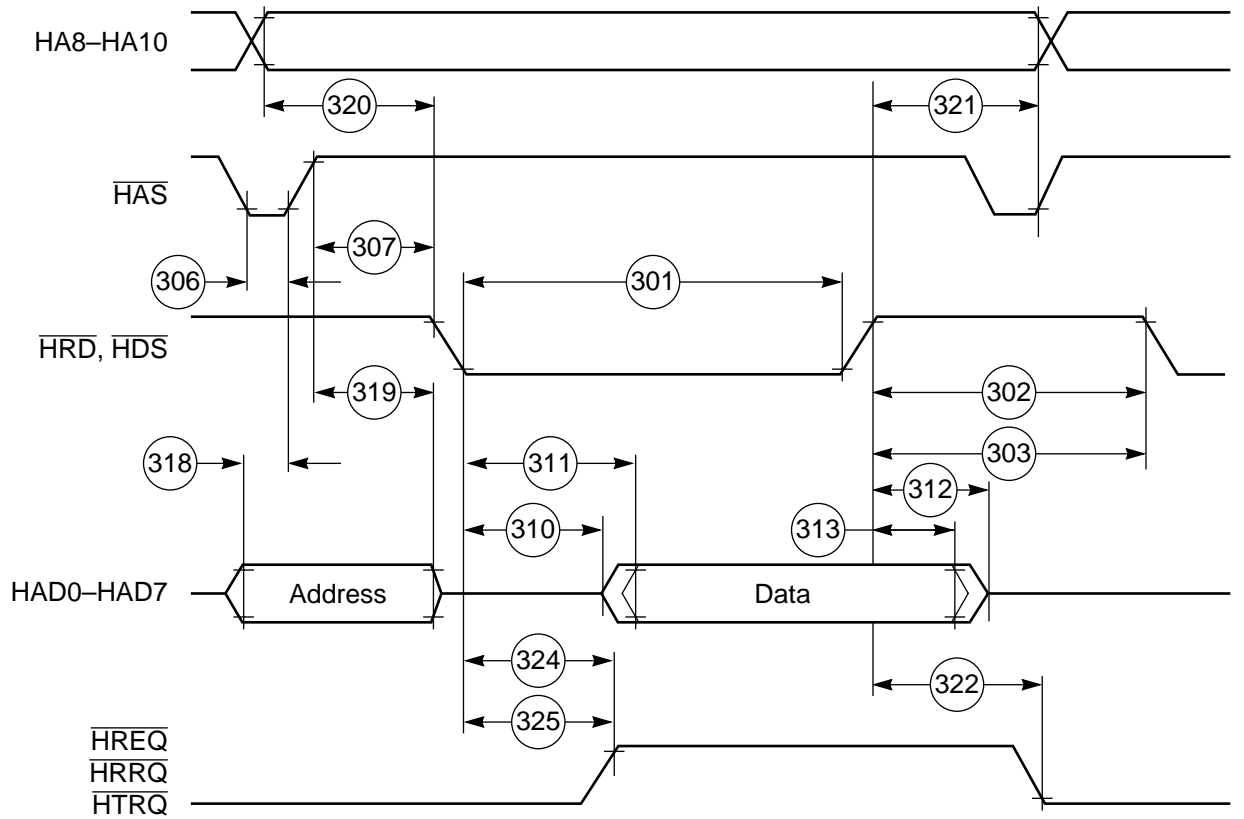 HA8–HA10
320
321
HAS
307
306
301
HRD, HDS
319
302
318
311
303
312
310
313
HAD0–HAD7
Address
Data
324
322
325
HREQ
HRRQ
HTRQ